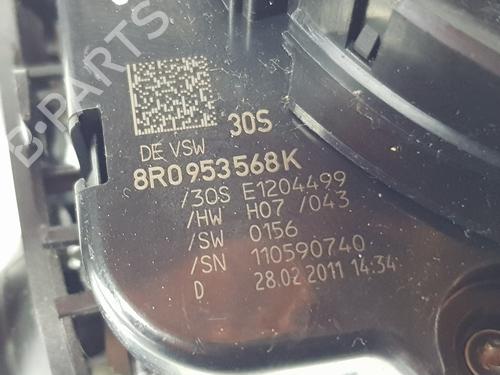 30S
DE VSW
8R0953568K
/30S E1204499
/HW H07 /043
/SW 0156
/SN 110590740
D 28.02.2011 14:34
B-PARTS